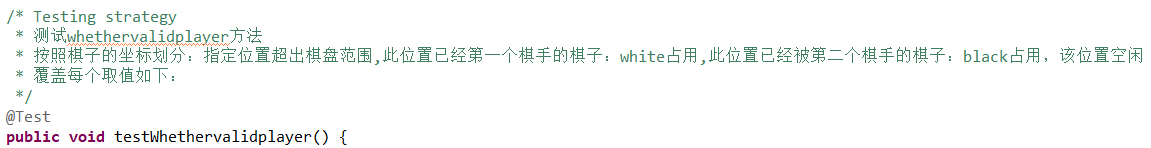 /* Testing strategy
 * 测试whethervalidplayer方法
 * 按照棋子的坐标划分：指定位置超出棋盘范围,此位置已经第一个棋手的棋子：white占用,此位置已经被第二个棋手的棋子：black占用，该位置空闲
 * 覆盖每个取值如下：
 */
@Test
public void testWhethervalidplayer() {